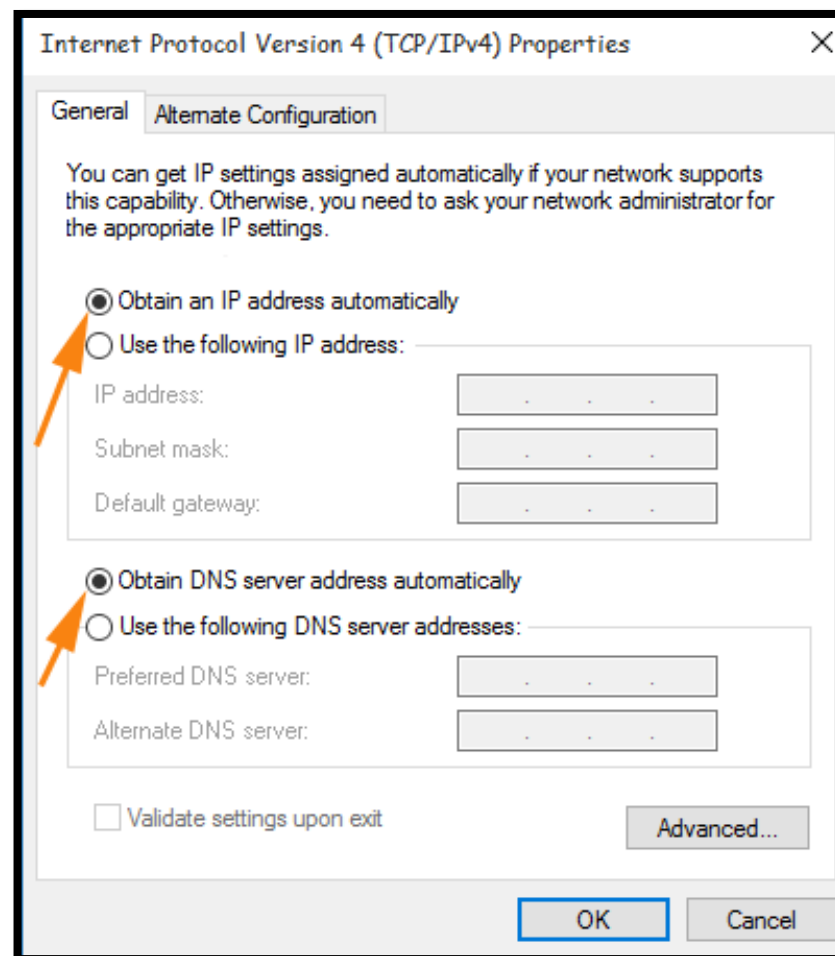 Internet Protocol Version 4 (TCP/IPv4) Properties
General
Alternate Configuration
You can get IP settings assigned automatically if your network supports
this capability. Otherwise, you need to ask your network administrator for
the appropriate IP settings.
Obtain an IP address automatically
Use the following IP address:
IP address:
Subnet mask:
Default gateway:
Obtain DNS server address automatically
Use the following DNS server addresses:
Preferred DNS server:
Alternate DNS server:
Validate settings upon exit
Advanced...
OK
Cancel